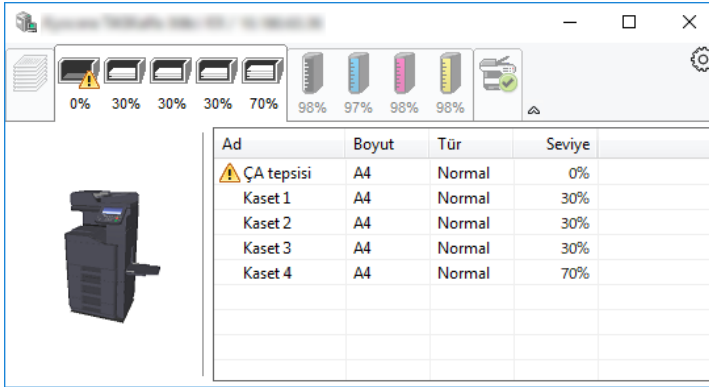 0% 30% 30% 30% 70% 98% 97% 98% 98%
Ad Boyut Tür Seviye
ÇA tepsisi A4 Normal 0%
Kaset 1 A4 Normal 30%
Kaset 2 A4 Normal 30%
Kaset 3 A4 Normal 30%
Kaset 4 A4 Normal 70%